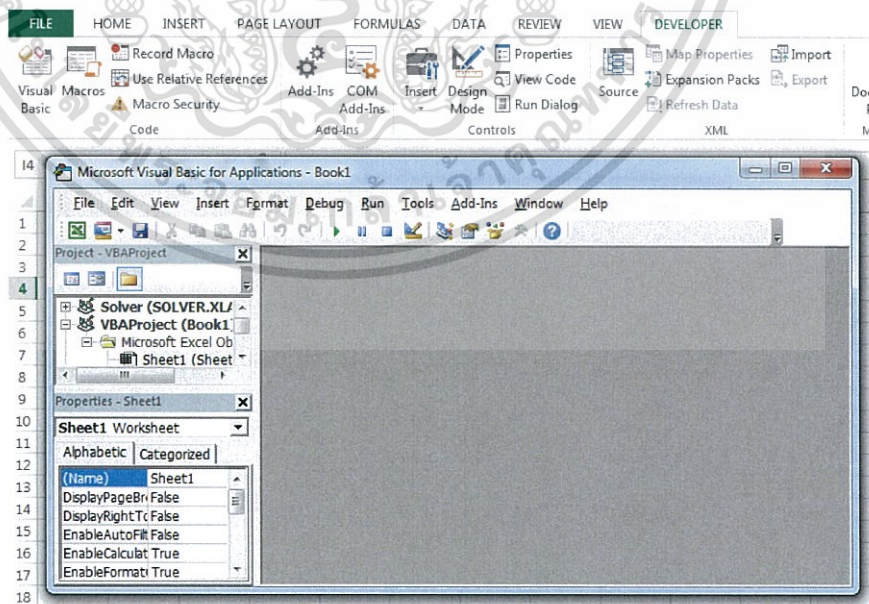 FILE HOME INSERT PAGE LAYOUT FORMULAS DATA REVIEW VIEW DEVELOPER
Visual Basic
Macros
Record Macro
Use Relative References
Macro Security
Code
Add-Ins
COM Add-Ins
Add-Ins
Insert
Design Mode
Properties
View Code
Run Dialog
Controls
Source
Map Properties
Expansion Packs
Refresh Data
Import
Export
XML
I4
Microsoft Visual Basic for Applications - Book1
File Edit View Insert Format Debug Run Tools Add-Ins Window Help
Project - VBAProject
Solver (SOLVER.XLA
VBAProject (Book1
Microsoft Excel Ob
Sheet1 (Sheet
Properties - Sheet1
Sheet1 Worksheet
Alphabetic Categorized
(Name) Sheet1
DisplayPageBr False
DisplayRightTo False
EnableAutoFilt False
EnableCalculat True
EnableFormat True
1
2
3
4
5
6
7
8
9
10
11
12
13
14
15
16
17
18